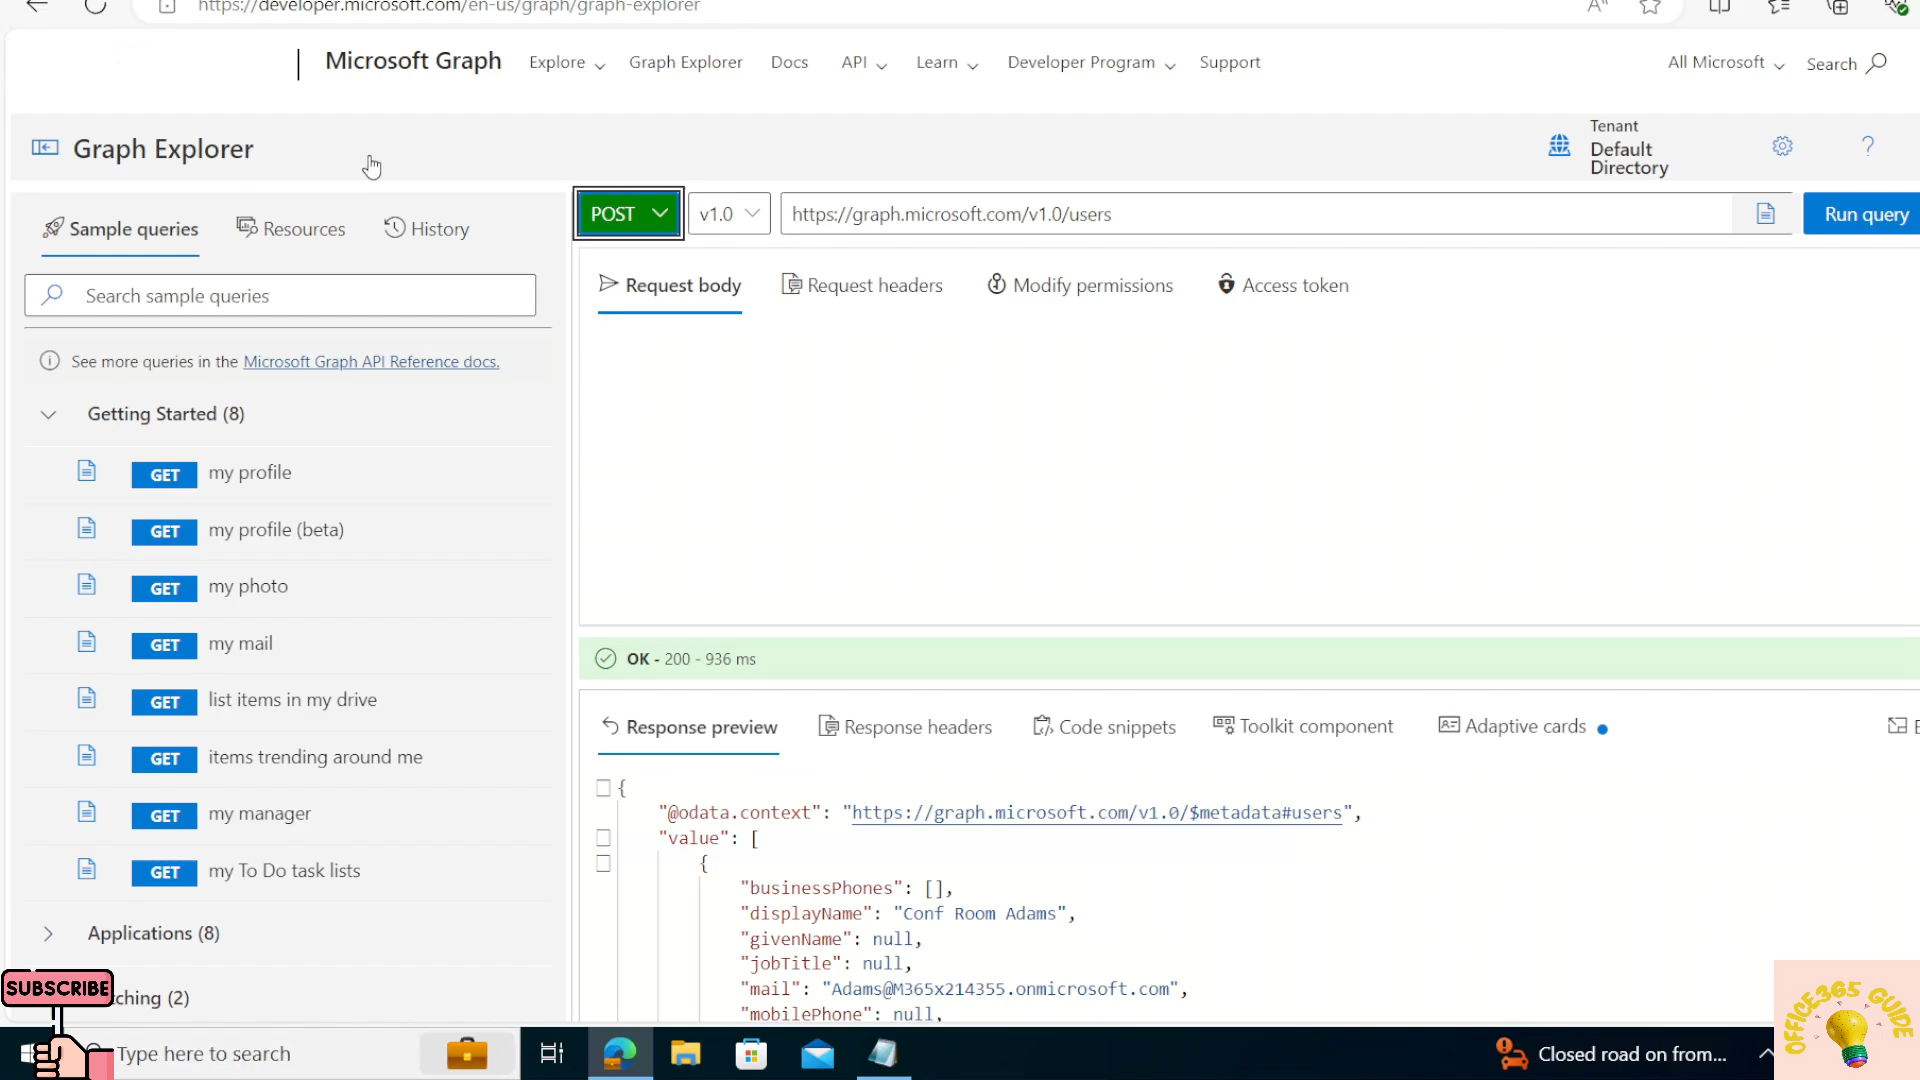 https://developer.microsoft.com/en-us/graph/graph-explorer
Microsoft Graph
Explore
Graph Explorer
Docs
API
Learn
Developer Program
Support
All Microsoft
Search
Graph Explorer
Tenant
Default
Directory
?
Sample queries
Resources
History
POST
v1.0
https://graph.microsoft.com/v1.0/users
Run query
Search sample queries
Request body
Request headers
Modify permissions
Access token
See more queries in the Microsoft Graph API Reference docs.
Getting Started (8)
GET my profile
GET my profile (beta)
GET my photo
GET my mail
GET list items in my drive
GET items trending around me
GET my manager
GET my To Do task lists
Applications (8)
ching (2)
OK - 200 - 936 ms
Response preview
Response headers
Code snippets
Toolkit component
Adaptive cards
E
{
"@odata.context": "https://graph.microsoft.com/v1.0/$metadata#users",
"value": [
{
"businessPhones": [],
"displayName": "Conf Room Adams",
"givenName": null,
"jobTitle": null,
"mail": "Adams@M365x214355.onmicrosoft.com",
"mobilePhone": null,
SUBSCRIBE
Type here to search
Closed road on from...
OFFICE365 GUIDE